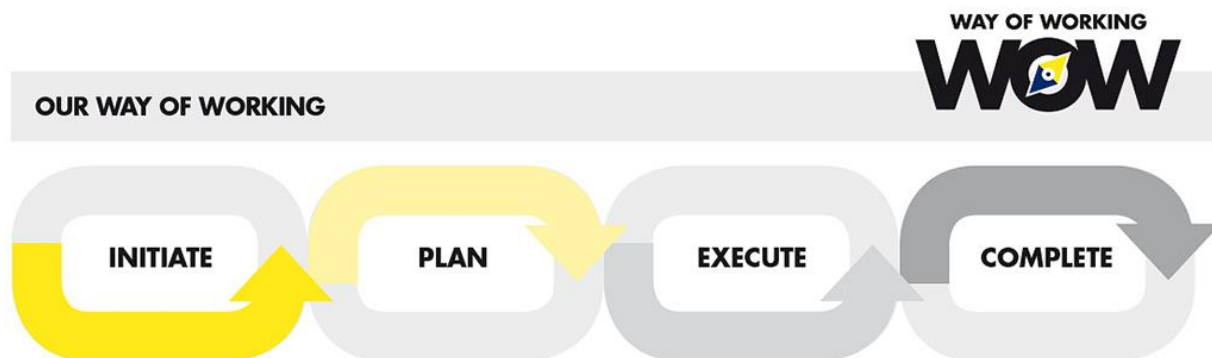 WAY OF WORKING
WOW
OUR WAY OF WORKING
INITIATE
PLAN
EXECUTE
COMPLETE